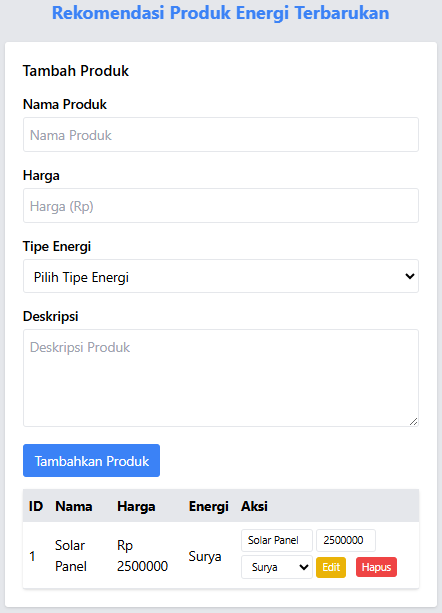 Rekomendasi Produk Energi Terbarukan
Tambah Produk
Nama Produk
Nama Produk
Harga
Harga (Rp)
Tipe Energi
Pilih Tipe Energi
Deskripsi
Deskripsi Produk
Tambahkan Produk
ID Nama Harga Energi Aksi
Solar Panel 2500000
1 Solar Panel Rp 2500000 Surya
Surya Edit Hapus